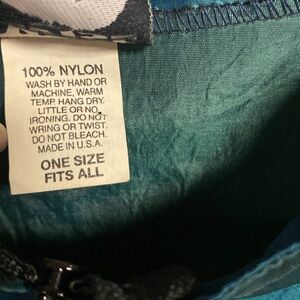 100% NYLON
WASH BY HAND OR
MACHINE, WARM
TEMP. HANG DRY.
LITTLE OR NO
IRONING. DO NOT
WRING OR TWIST.
DO NOT BLEACH.
MADE IN U.S.A.
ONE SIZE
FITS ALL